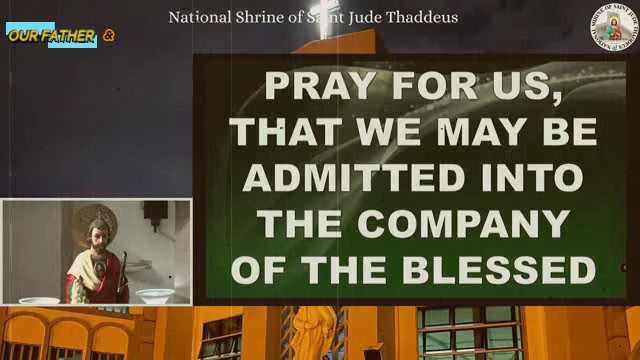 National Shrine of Saint Jude Thaddeus
OUR FATHER &
PRAY FOR US,
THAT WE MAY BE
ADMITTED INTO
THE COMPANY
OF THE BLESSED